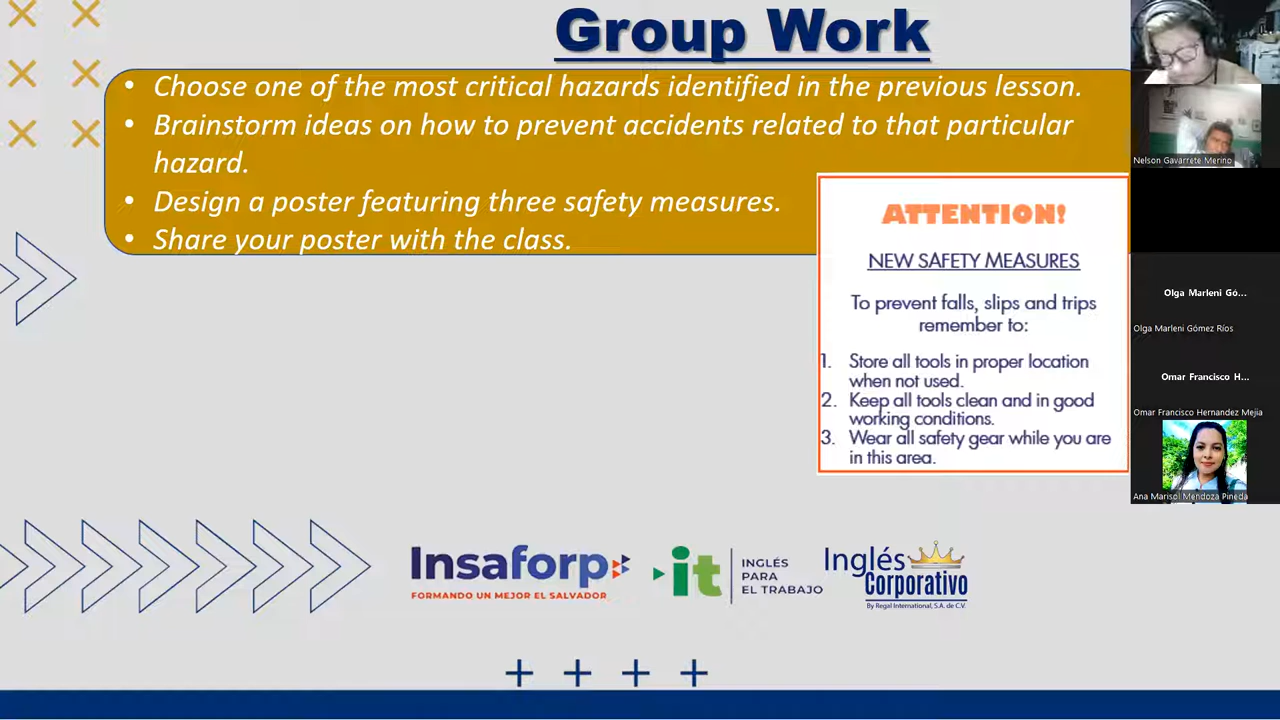 Group Work
• Choose one of the most critical hazards identified in the previous lesson.
• Brainstorm ideas on how to prevent accidents related to that particular
hazard.
• Design a poster featuring three safety measures.
• Share your poster with the class.
ATTENTION!
NEW SAFETY MEASURES
To prevent falls, slips and trips
remember to:
1. Store all tools in proper location
when not used.
2. Keep all tools clean and in good
working conditions.
3. Wear all safety gear while you are
in this area.
Insaforp
FORMANDO UN MEJOR EL SALVADOR
it
INGLÉS
PARA
EL TRABAJO
Inglés
Corporativo
By Regal International, S.A. de C.V.
Nelson Gavarrete Merino
Olga Marleni Gó...
Olga Marleni Gómez Ríos
Omar Francisco H...
Omar Francisco Hernandez Mejia
Ana Marisol Mendoza Pineda